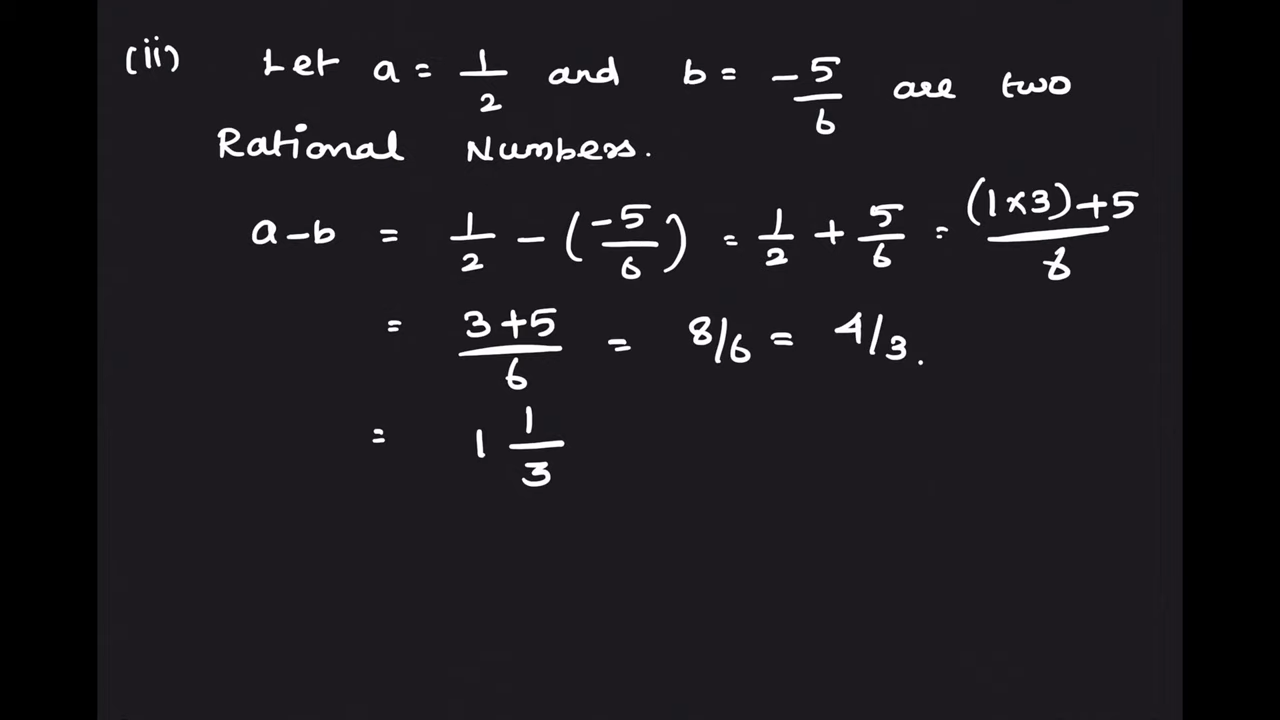 (ii) Let a = 1/2 and b = -5/6 are two
Rational Numbers.
a-b = 1/2 - (-5/6) = 1/2 + 5/6 = (1×3)+5/6
= 3+5/6 = 8/6 = 4/3.
= 1 1/3